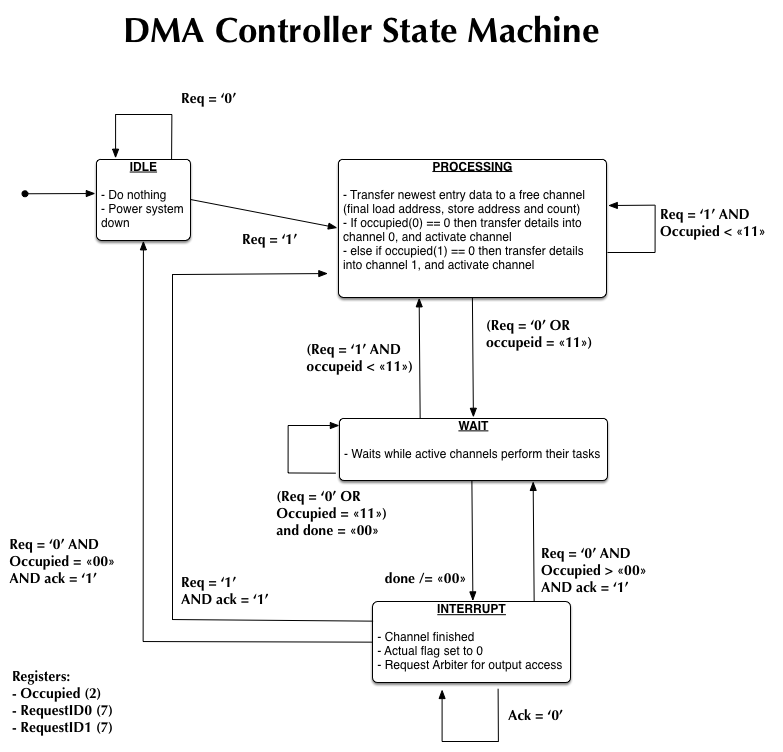 DMA Controller State Machine
Req = ‘0’
IDLE
- Do nothing
- Power system
down
PROCESSING
- Transfer newest entry data to a free channel
(final load address, store address and count)
- If occupied(0) == 0 then transfer details into
channel 0, and activate channel
- else if occupied(1) == 0 then transfer details
into channel 1, and activate channel
Req = ‘1’ AND
Occupied < «11»
Req = ‘1’
(Req = ‘1’ AND
occupeid < «11»)
(Req = ‘0’ OR
occupeid = «11»)
WAIT
- Waits while active channels perform their tasks
(Req = ‘0’ OR
Occupied = «11»)
and done = «00»
Req = ‘0’ AND
Occupied = «00»
AND ack = ‘1’
Req = ‘1’
AND ack = ‘1’
done /= «00»
Req = ‘0’ AND
Occupied > «00»
AND ack = ‘1’
INTERRUPT
- Channel finished
- Actual flag set to 0
- Request Arbiter for output access
Ack = ‘0’
Registers:
- Occupied (2)
- RequestID0 (7)
- RequestID1 (7)